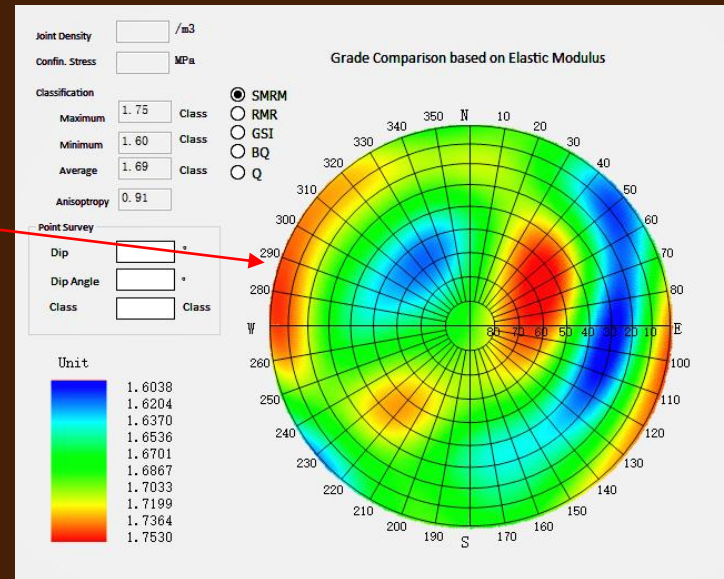 Joint Density /m3
Confin. Stress MPa
Grade Comparison based on Elastic Modulus
Classification
Maximum 1.75 Class
Minimum 1.60 Class
Average 1.69 Class
Anisoptropy 0.91
SMRM
RMR
GSI
BQ
Q
Point Survey
Dip °
Dip Angle °
Class Class
Unit
1.6038
1.6204
1.6370
1.6536
1.6701
1.6867
1.7033
1.7199
1.7364
1.7530
N
10
20
30
40
50
60
70
80
E
100
110
120
130
140
150
160
170
S
190
200
210
220
230
240
250
260
W
280
290
300
310
320
330
340
350
80 70 60 50 40 30 20 10